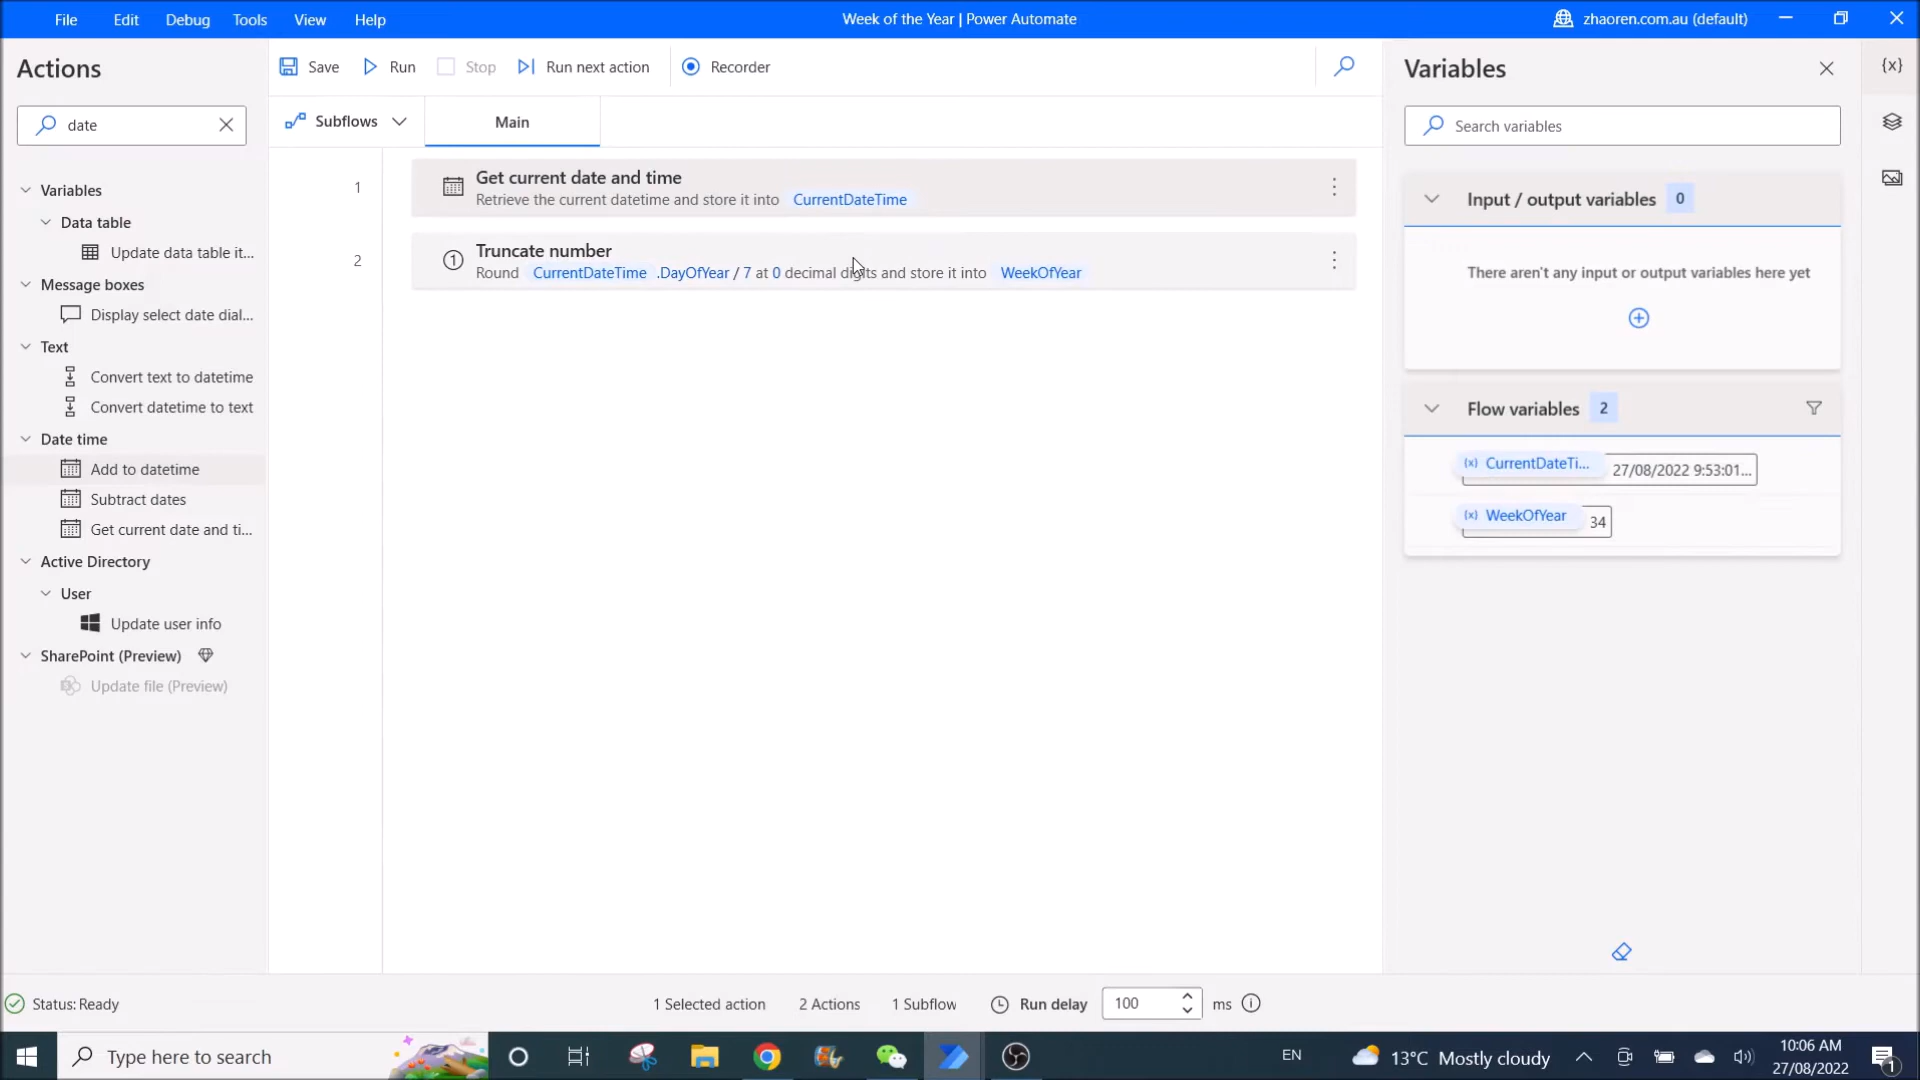 File Edit Debug Tools View Help
Week of the Year | Power Automate
zhaoren.com.au (default)
Actions
date
Variables
Data table
Update data table it...
Message boxes
Display select date dial...
Text
Convert text to datetime
Convert datetime to text
Date time
Add to datetime
Subtract dates
Get current date and ti...
Active Directory
User
Update user info
SharePoint (Preview)
Update file (Preview)
Save Run Stop Run next action Recorder
Subflows Main
1
Get current date and time
Retrieve the current datetime and store it into CurrentDateTime
2
Truncate number
Round CurrentDateTime .DayOfYear / 7 at 0 decimal digits and store it into WeekOfYear
Variables
{x}
Search variables
Input / output variables 0
There aren't any input or output variables here yet
Flow variables 2
(x) CurrentDateTi... 27/08/2022 9:53:01...
(x) WeekOfYear 34
Status: Ready
1 Selected action 2 Actions 1 Subflow Run delay 100 ms
Type here to search
EN
13°C Mostly cloudy
10:06 AM
27/08/2022
1